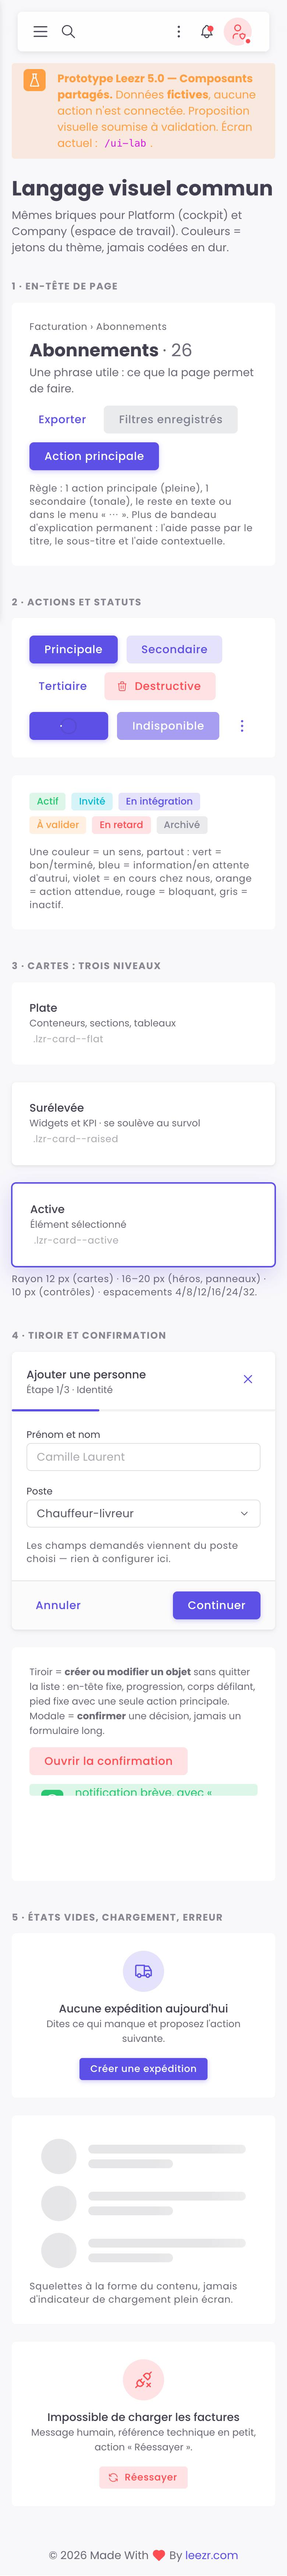 Prototype Leezr 5.0 — Composants
partagés. Données fictives, aucune
action n'est connectée. Proposition
visuelle soumise à validation. Écran
actuel : /ui-lab .
Langage visuel commun
Mêmes briques pour Platform (cockpit) et
Company (espace de travail). Couleurs =
jetons du thème, jamais codées en dur.
1 · EN-TÊTE DE PAGE
Facturation › Abonnements
Abonnements · 26
Une phrase utile : ce que la page permet
de faire.
Exporter Filtres enregistrés
Action principale
Règle : 1 action principale (pleine), 1
secondaire (tonale), le reste en texte ou
dans le menu « ··· ». Plus de bandeau
d'explication permanent : l'aide passe par le
titre, le sous-titre et l'aide contextuelle.
2 · ACTIONS ET STATUTS
Principale Secondaire
Tertiaire Destructive
Indisponible
Actif Invité En intégration
À valider En retard Archivé
Une couleur = un sens, partout : vert =
bon/terminé, bleu = information/en attente
d'autrui, violet = en cours chez nous, orange
= action attendue, rouge = bloquant, gris =
inactif.
3 · CARTES : TROIS NIVEAUX
Plate
Conteneurs, sections, tableaux
.lzr-card--flat
Surélevée
Widgets et KPI · se soulève au survol
.lzr-card--raised
Active
Élément sélectionné
.lzr-card--active
Rayon 12 px (cartes) · 16–20 px (héros, panneaux) ·
10 px (contrôles) · espacements 4/8/12/16/24/32.
4 · TIROIR ET CONFIRMATION
Ajouter une personne
Étape 1/3 · Identité
Prénom et nom
Camille Laurent
Poste
Chauffeur-livreur
Les champs demandés viennent du poste
choisi — rien à configurer ici.
Annuler Continuer
Tiroir = créer ou modifier un objet sans quitter
la liste : en-tête fixe, progression, corps défilant,
pied fixe avec une seule action principale.
Modale = confirmer une décision, jamais un
formulaire long.
Ouvrir la confirmation
notification brève, avec «
5 · ÉTATS VIDES, CHARGEMENT, ERREUR
Aucune expédition aujourd'hui
Dites ce qui manque et proposez l'action
suivante.
Créer une expédition
Squelettes à la forme du contenu, jamais
d'indicateur de chargement plein écran.
Impossible de charger les factures
Message humain, référence technique en petit,
action « Réessayer ».
Réessayer
© 2026 Made With By leezr.com